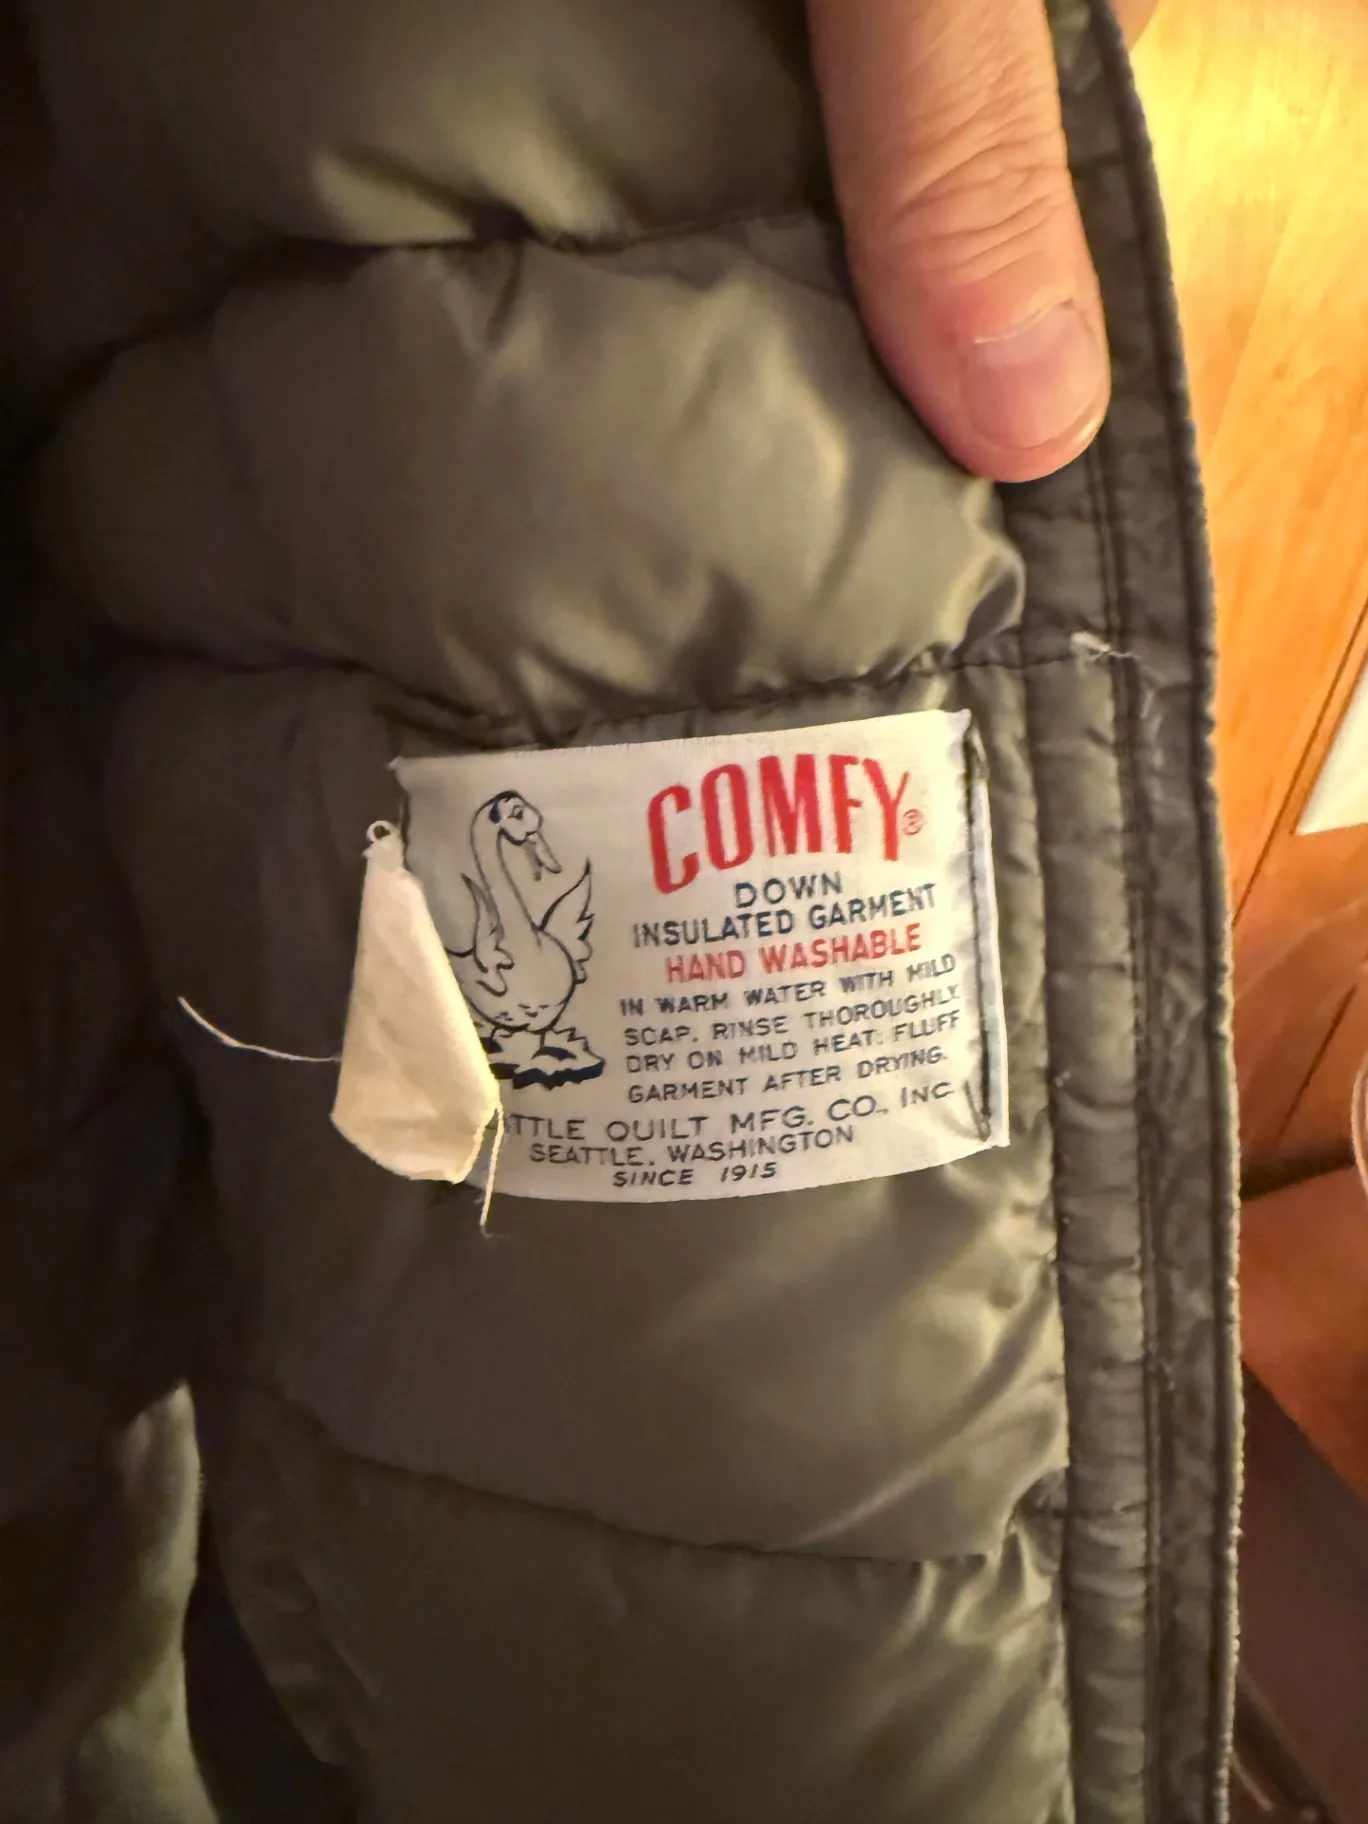 COMFY®
DOWN
INSULATED GARMENT
HAND WASHABLE
IN WARM WATER WITH MILD
SOAP. RINSE THOROUGHLY
DRY ON MILD HEAT. FLUFF
GARMENT AFTER DRYING.
TTLE QUILT MFG. CO., INC.
SEATTLE, WASHINGTON
SINCE 1915